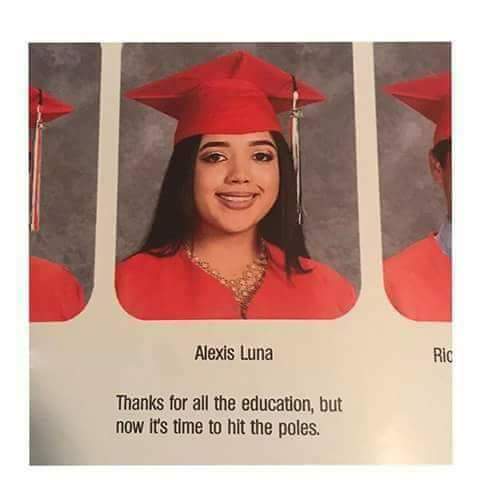 Alexis Luna
Ric
Thanks for all the education, but
now it's time to hit the poles.